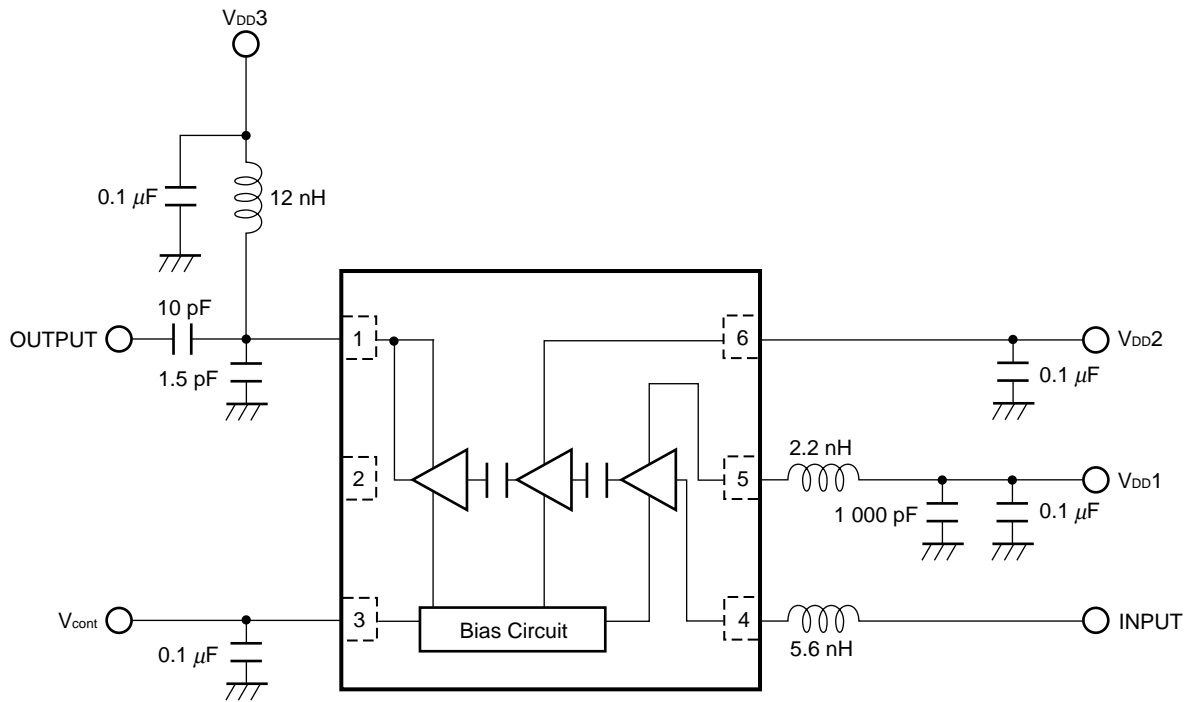 VDD3
0.1 μF
12 nH
10 pF
OUTPUT
1.5 pF
1
6
VDD2
0.1 μF
2
5
2.2 nH
VDD1
1 000 pF
0.1 μF
Vcont
0.1 μF
3
Bias Circuit
4
5.6 nH
INPUT